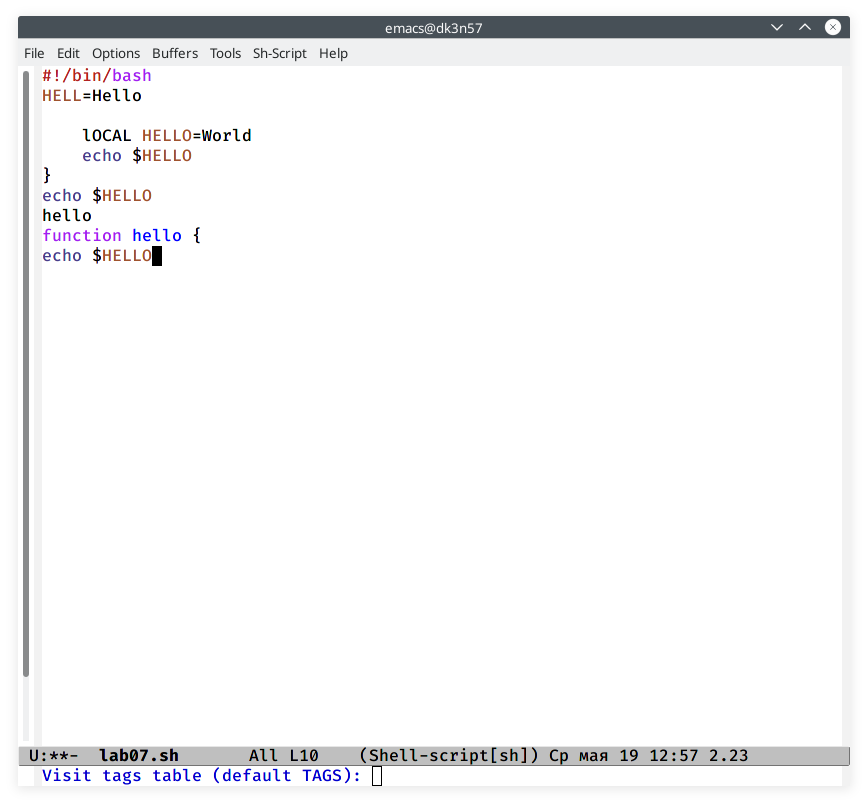 emacs@dk3n57
File Edit Options Buffers Tools Sh-Script Help
#!/bin/bash
HELL=Hello
    lOCAL HELLO=World
    echo $HELLO
}
echo $HELLO
hello
function hello {
echo $HELLO
U:**-  lab07.sh       All L10    (Shell-script[sh]) Ср мая 19 12:57 2.23
Visit tags table (default TAGS):